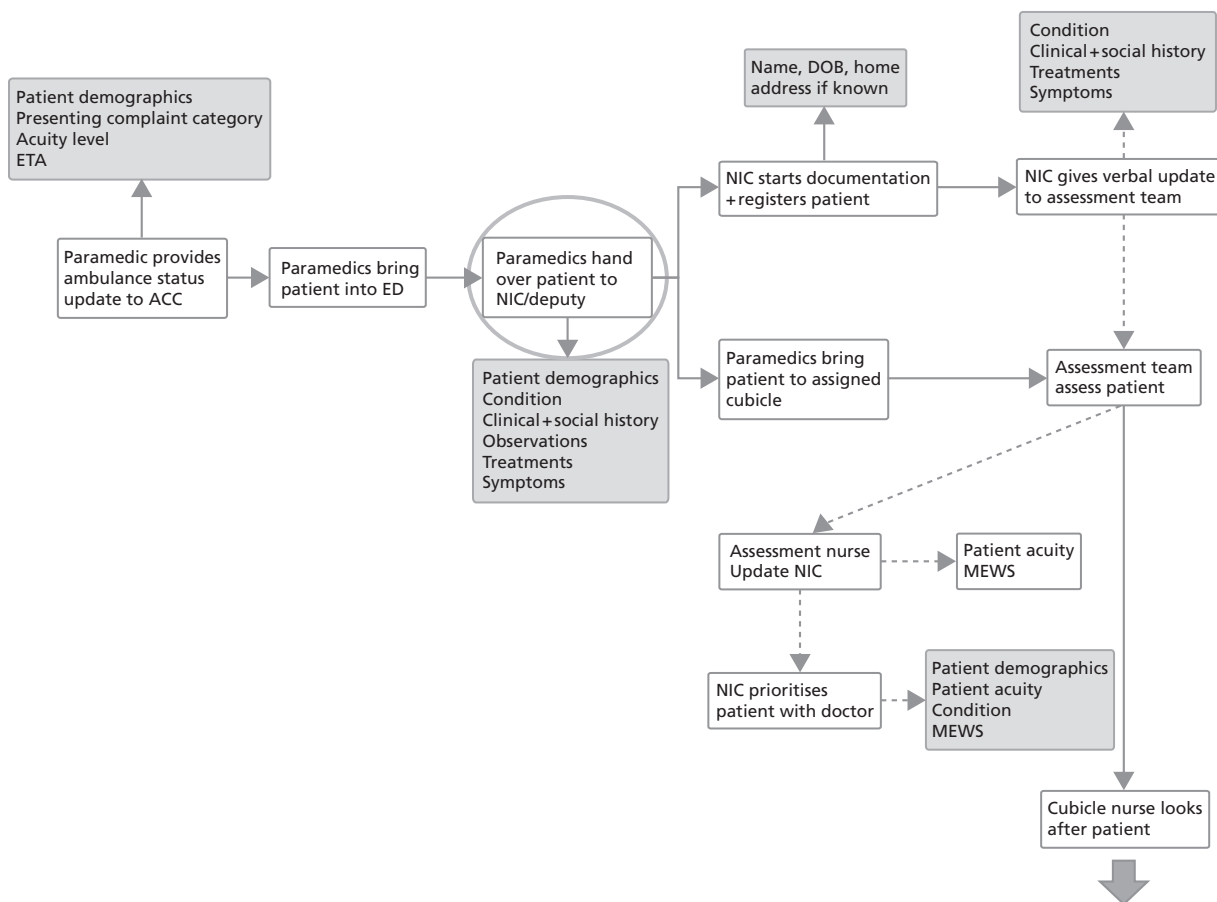 Patient demographics
Presenting complaint category
Acuity level
ETA
Paramedic provides
ambulance status
update to ACC
Paramedics bring
patient into ED
Paramedics hand
over patient to
NIC/deputy
Patient demographics
Condition
Clinical+social history
Observations
Treatments
Symptoms
Name, DOB, home
address if known
NIC starts documentation
+registers patient
Condition
Clinical+social history
Treatments
Symptoms
NIC gives verbal update
to assessment team
Paramedics bring
patient to assigned
cubicle
Assessment team
assess patient
Assessment nurse
Update NIC
Patient acuity
MEWS
NIC prioritises
patient with doctor
Patient demographics
Patient acuity
Condition
MEWS
Cubicle nurse looks
after patient